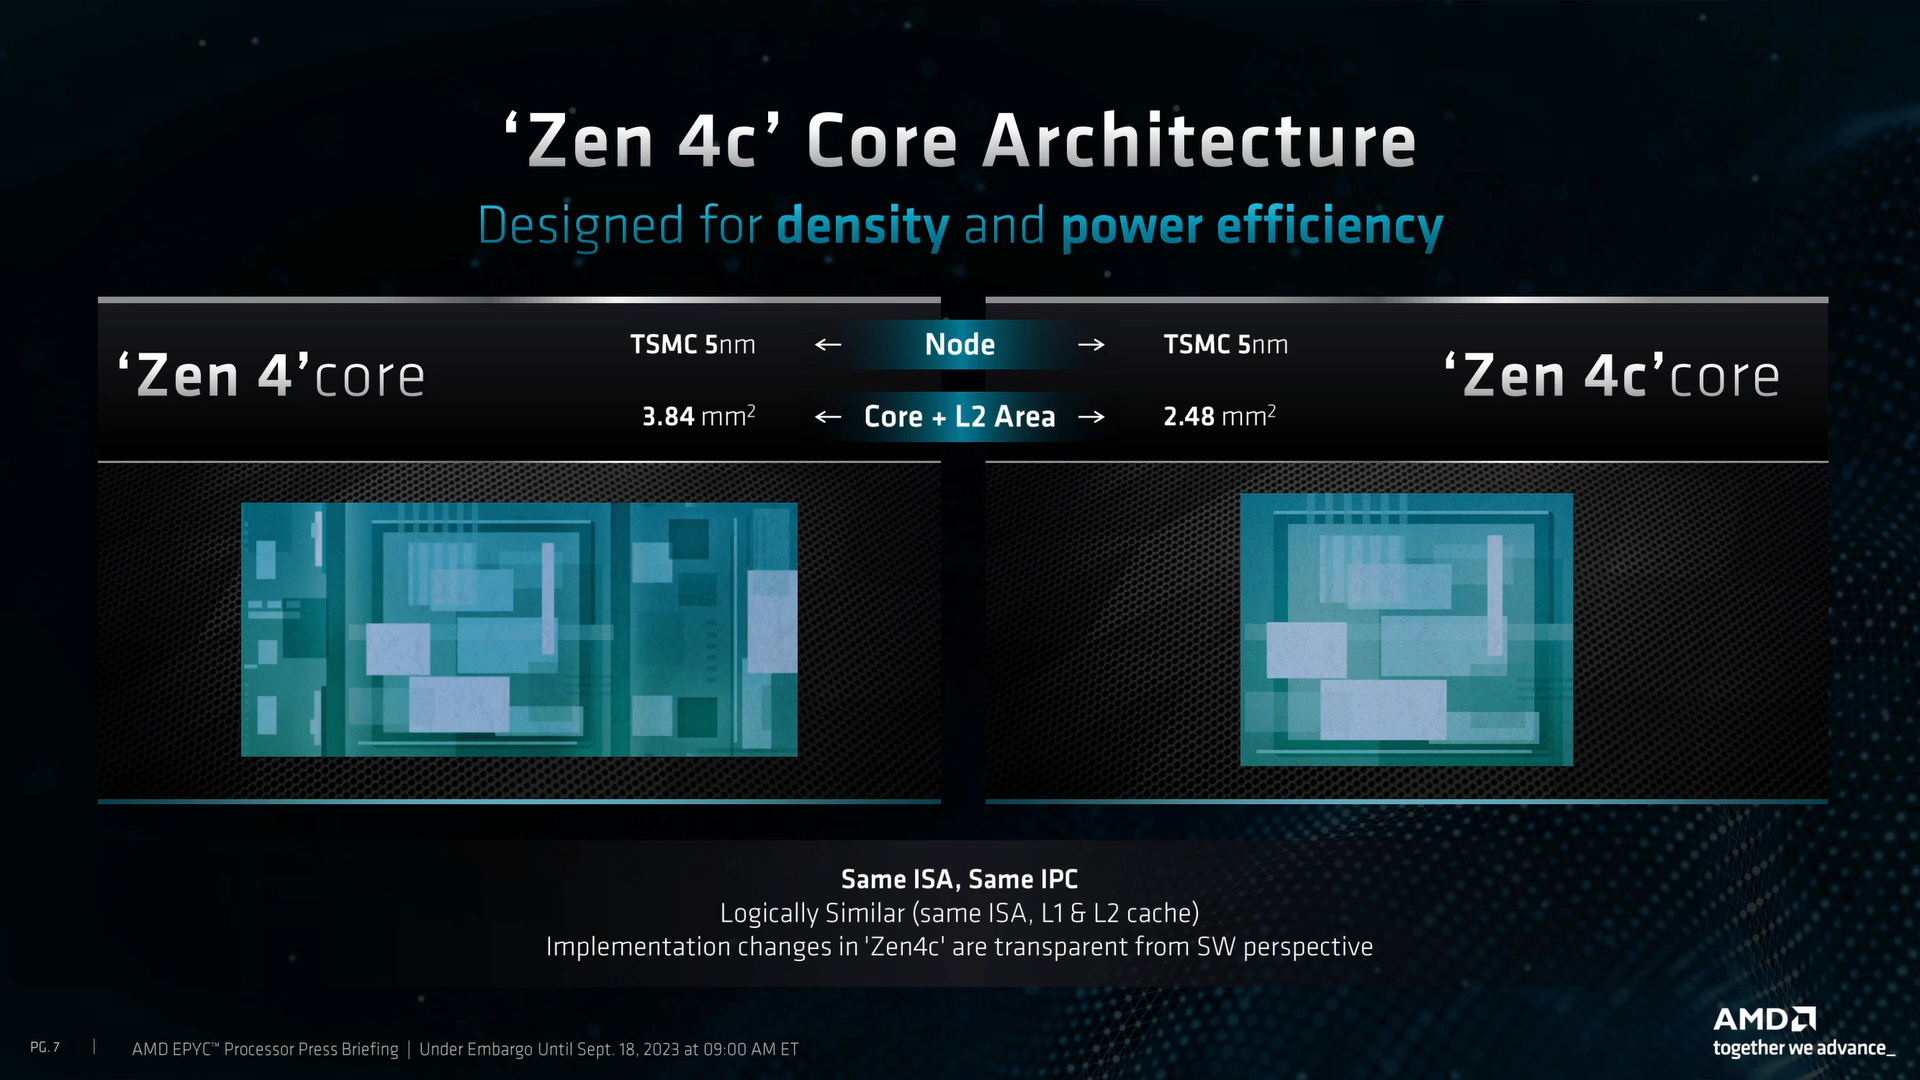 ‘Zen 4c’ Core Architecture
Designed for density and power efficiency
‘Zen 4’core
TSMC 5nm ← Node → TSMC 5nm
3.84 mm² ← Core + L2 Area → 2.48 mm²
‘Zen 4c’core
Same ISA, Same IPC
Logically Similar (same ISA, L1 & L2 cache)
Implementation changes in 'Zen4c' are transparent from SW perspective
PG. 7 | AMD EPYC™ Processor Press Briefing | Under Embargo Until Sept. 18, 2023 at 09:00 AM ET
AMD
together we advance_